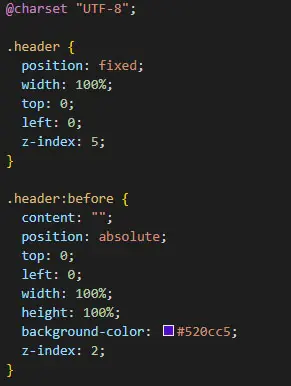 @charset "UTF-8";

.header {
  position: fixed;
  width: 100%;
  top: 0;
  left: 0;
  z-index: 5;
}

.header:before {
  content: "";
  position: absolute;
  top: 0;
  left: 0;
  width: 100%;
  height: 100%;
  background-color: #520cc5;
  z-index: 2;
}